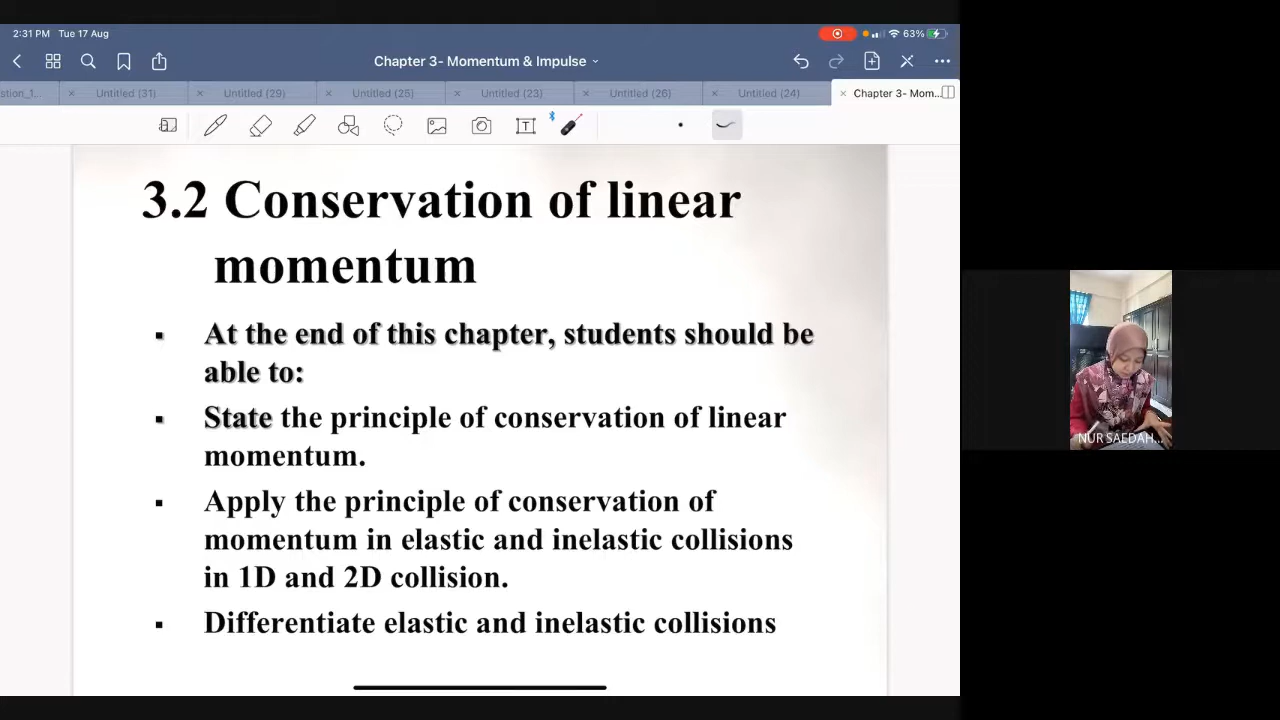 2:31 PM Tue 17 Aug
63%
Chapter 3- Momentum & Impulse
stion_1...
Untitled (31)
Untitled (29)
Untitled (25)
Untitled (23)
Untitled (26)
Untitled (24)
Chapter 3- Mom...
T
3.2 Conservation of linear
momentum
At the end of this chapter, students should be
able to:
State the principle of conservation of linear
momentum.
Apply the principle of conservation of
momentum in elastic and inelastic collisions
in 1D and 2D collision.
Differentiate elastic and inelastic collisions
NUR SAEDAH...